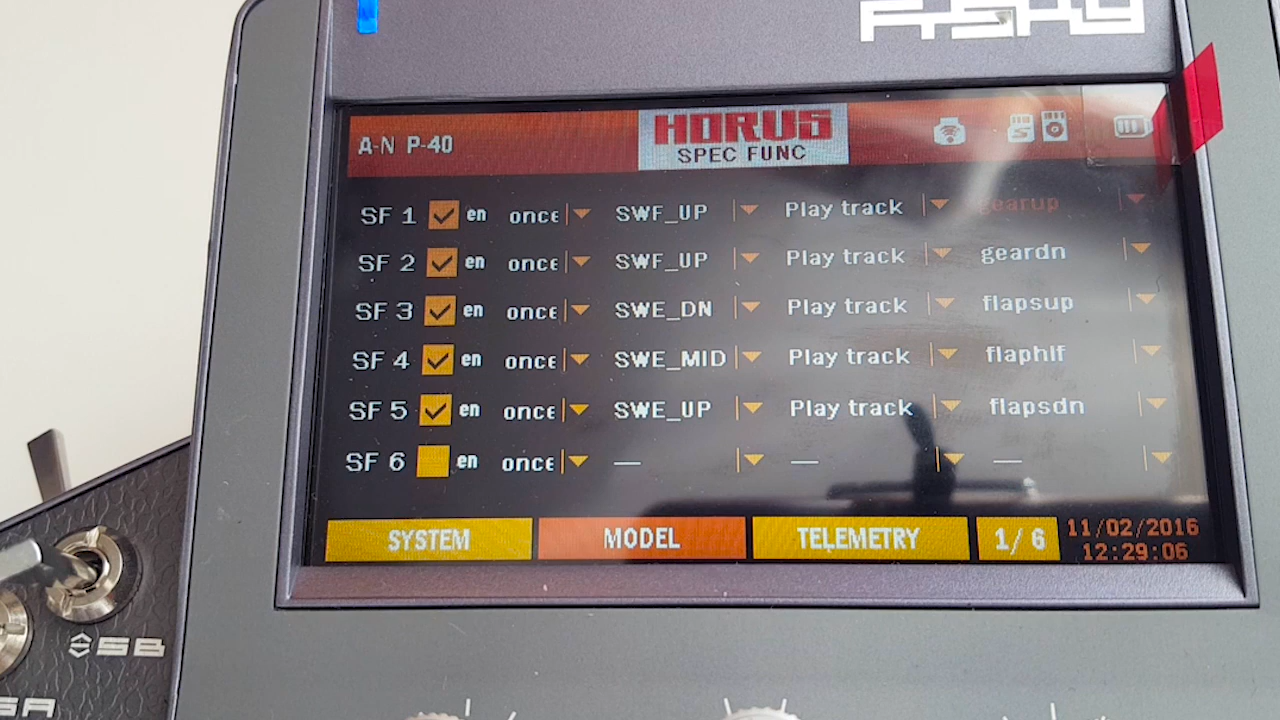 FrSky
A-N P-40
HORUS
SPEC FUNC
SF 1 en once SWF_UP Play track gearup
SF 2 en once SWF_UP Play track geardn
SF 3 en once SWE_DN Play track flapsup
SF 4 en once SWE_MID Play track flaphlf
SF 5 en once SWE_UP Play track flapsdn
SF 6 en once — — —
SYSTEM MODEL TELEMETRY 1/6 11/02/2016
12:29:06
SB
SA